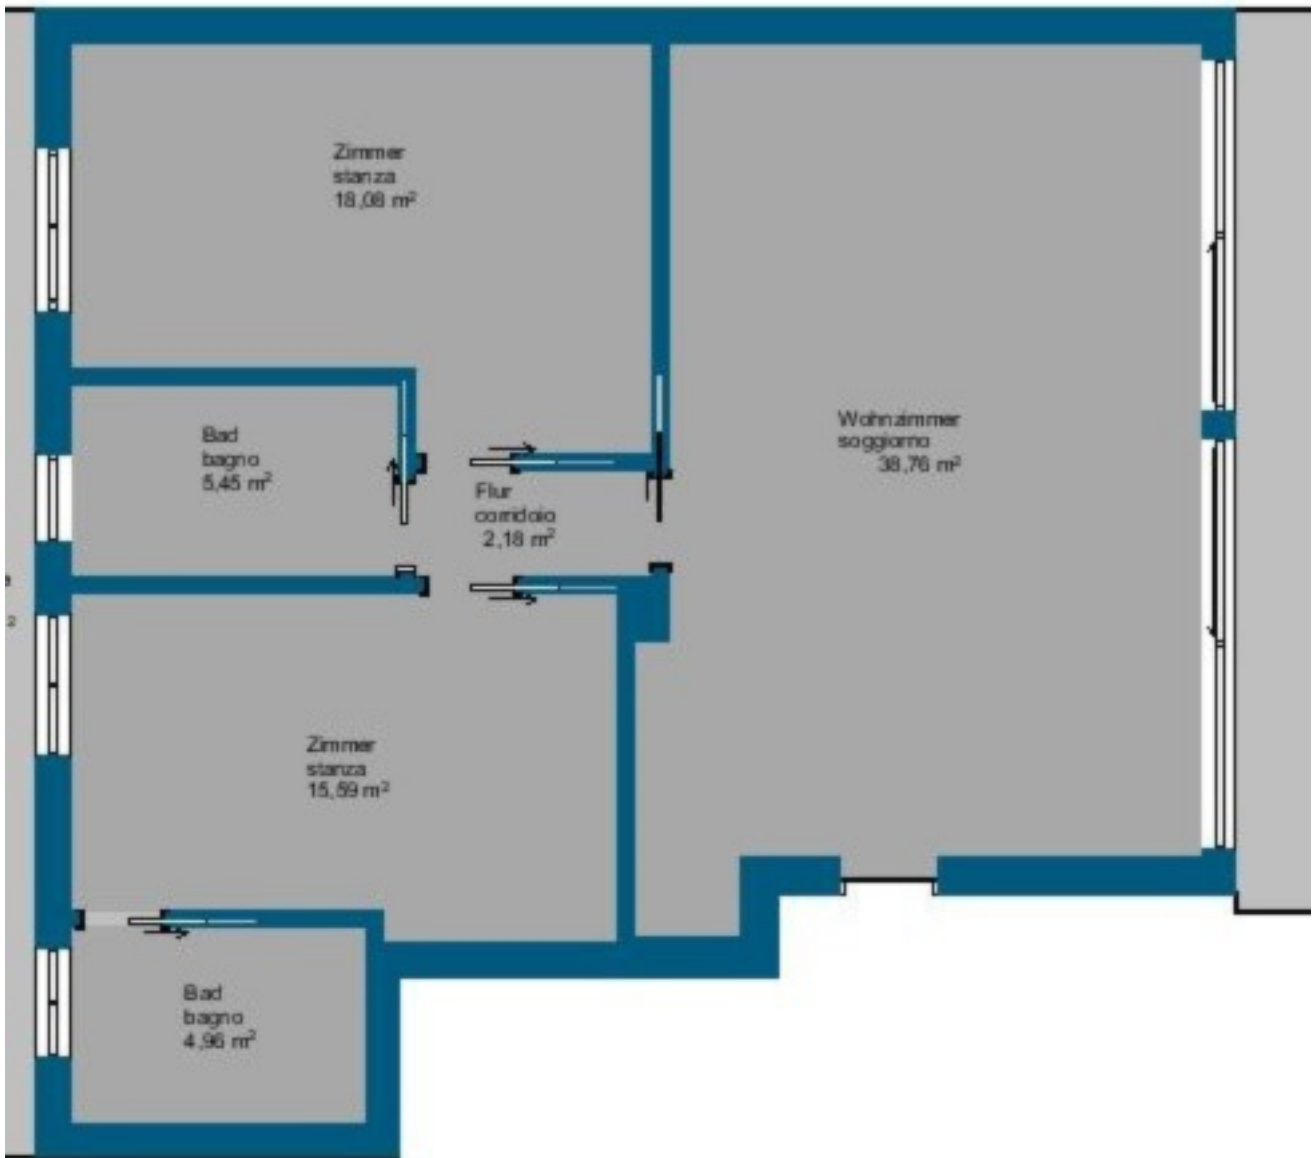 Zimmer
stanza
18,08 m²
Bad
bagno
5,45 m²
Wohnzimmer
soggiorno
38,76 m²
Flur
corridoio
2,18 m²
Zimmer
stanza
15,59 m²
Bad
bagno
4,96 m²